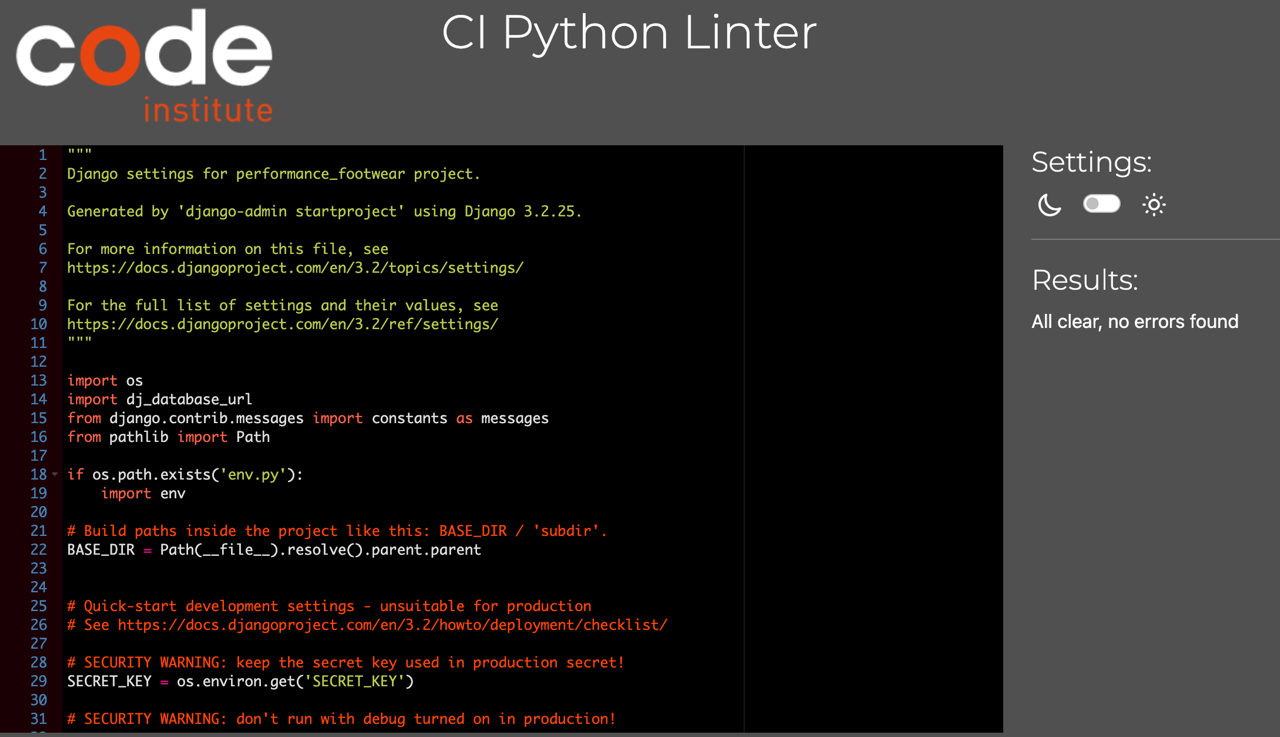 code
institute
CI Python Linter
1 """
2 Django settings for performance_footwear project.
3
4 Generated by 'django-admin startproject' using Django 3.2.25.
5
6 For more information on this file, see
7 https://docs.djangoproject.com/en/3.2/topics/settings/
8
9 For the full list of settings and their values, see
10 https://docs.djangoproject.com/en/3.2/ref/settings/
11 """
12
13 import os
14 import dj_database_url
15 from django.contrib.messages import constants as messages
16 from pathlib import Path
17
18 if os.path.exists('env.py'):
19     import env
20
21 # Build paths inside the project like this: BASE_DIR / 'subdir'.
22 BASE_DIR = Path(__file__).resolve().parent.parent
23
24
25 # Quick-start development settings - unsuitable for production
26 # See https://docs.djangoproject.com/en/3.2/howto/deployment/checklist/
27
28 # SECURITY WARNING: keep the secret key used in production secret!
29 SECRET_KEY = os.environ.get('SECRET_KEY')
30
31 # SECURITY WARNING: don't run with debug turned on in production!
Settings:
Results:
All clear, no errors found